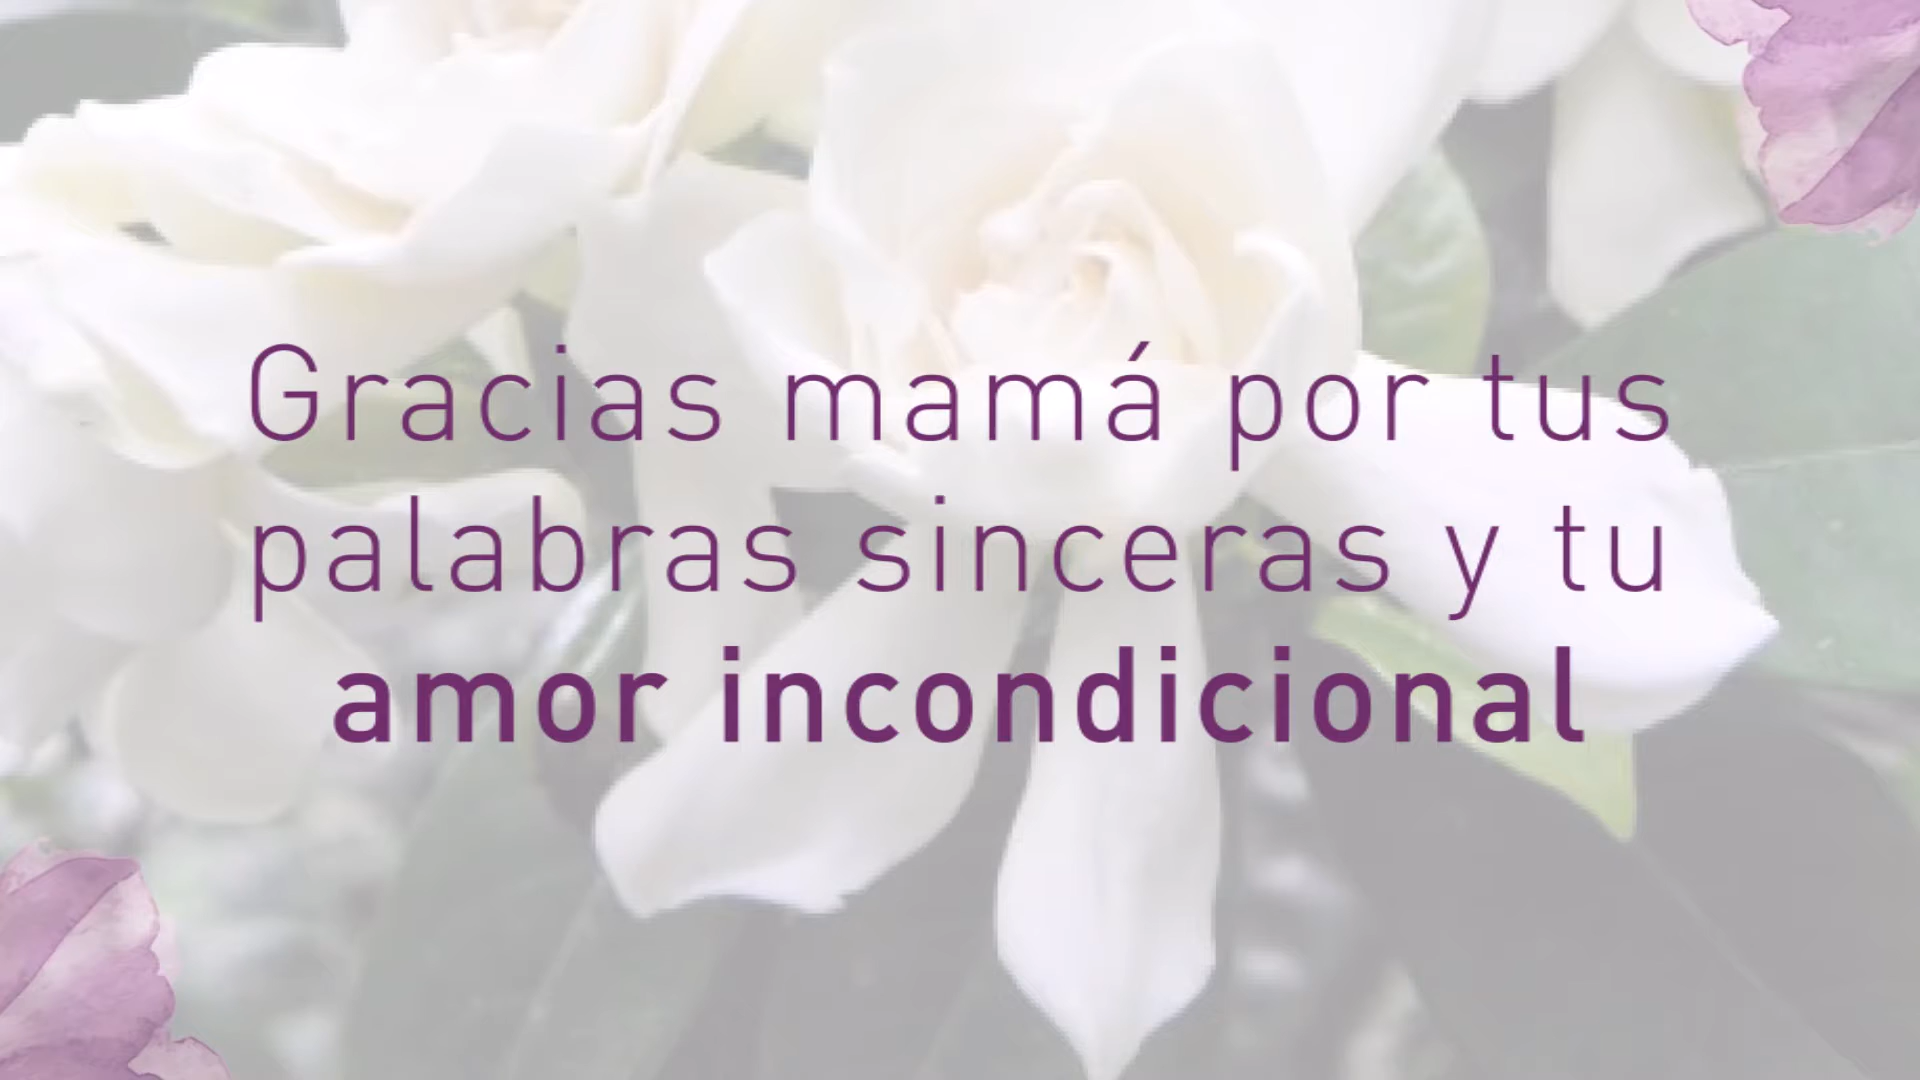 Gracias mamá por tus
palabras sinceras y tu
amor incondicional